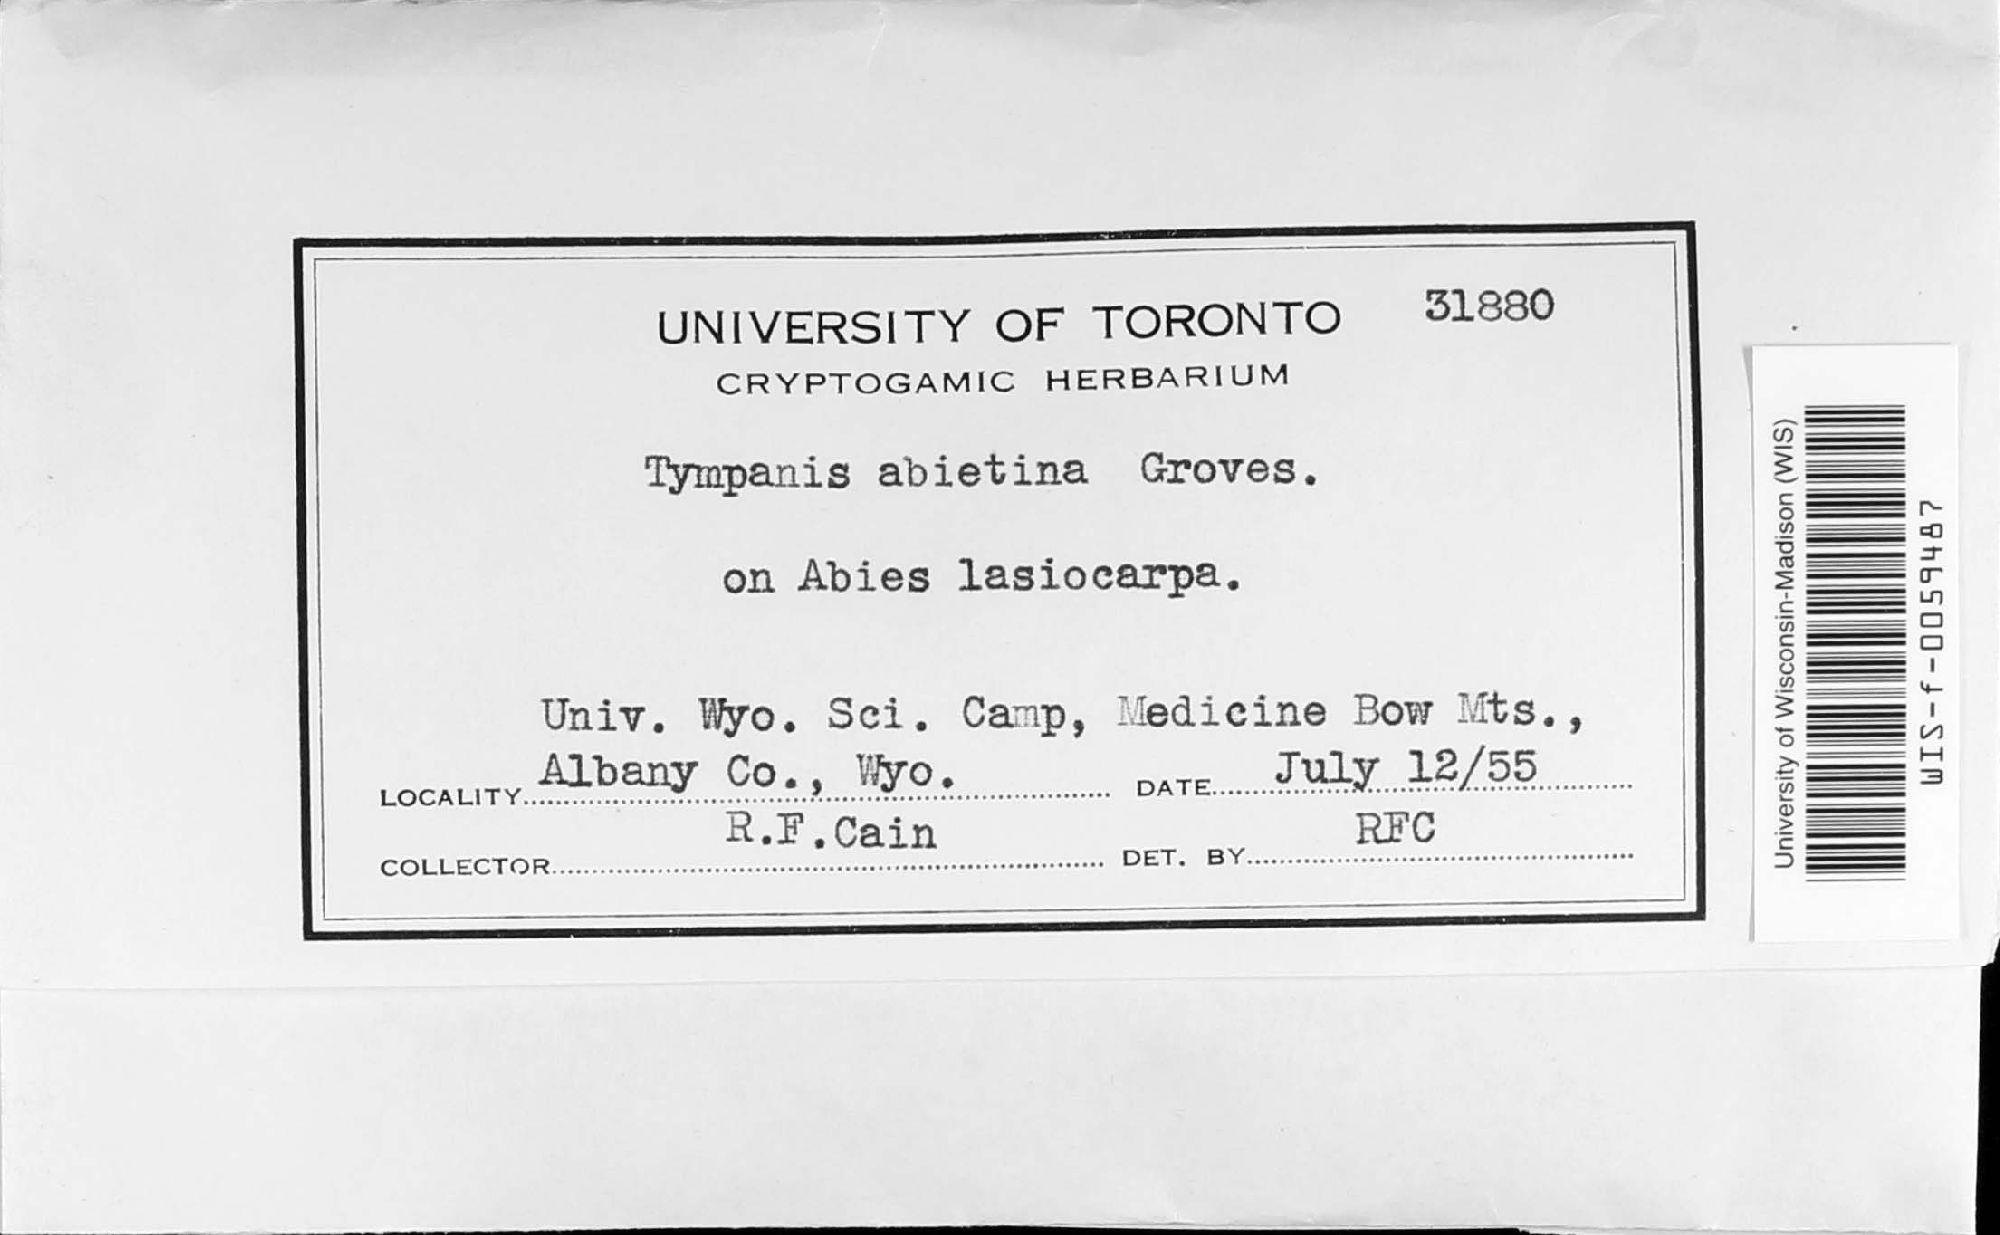 UNIVERSITY OF TORONTO 31880
CRYPTOGAMIC HERBARIUM
Tympanis abietina Groves.
on Abies lasiocarpa.
Univ. Wyo. Sci. Camp, Medicine Bow Mts.,
LOCALITY Albany Co., Wyo. DATE July 12/55
COLLECTOR R.F.Cain DET. BY RFC
University of Wisconsin-Madison (WIS)
WIS-f-0059487